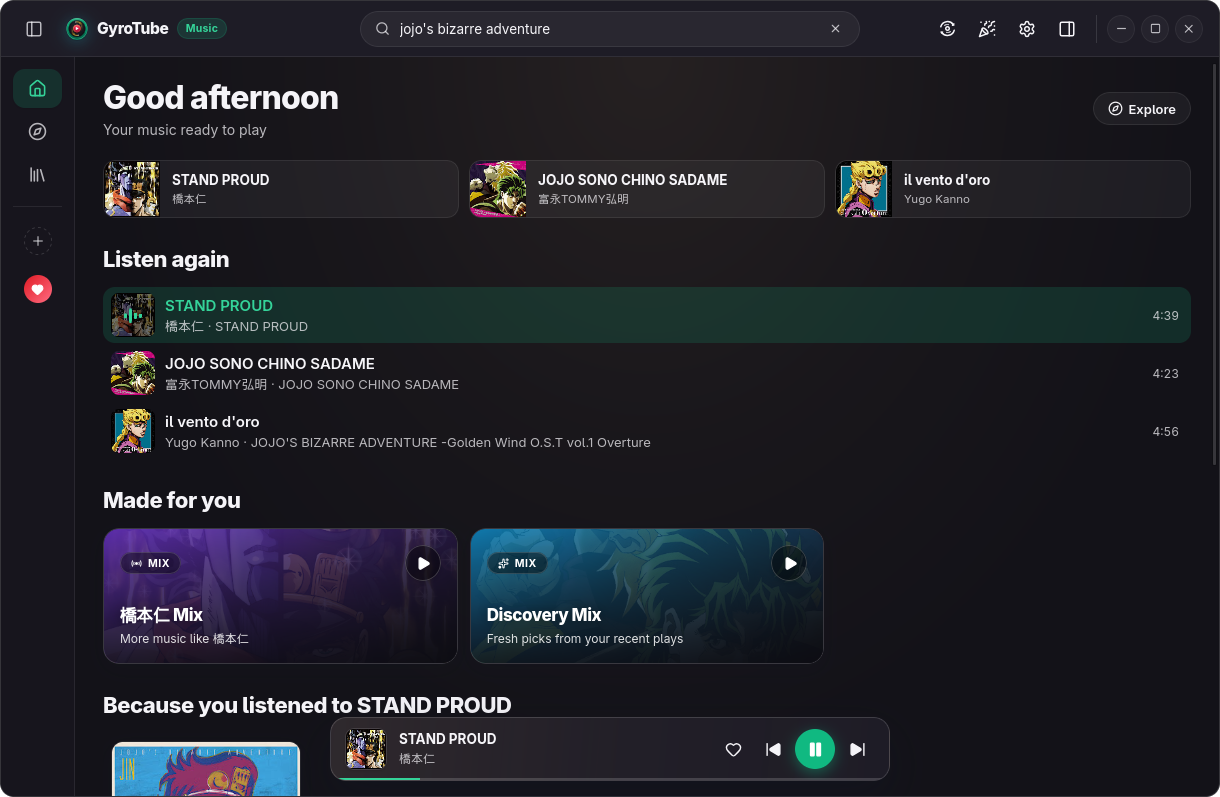 GyroTube Music
jojo's bizarre adventure
Good afternoon
Your music ready to play
Explore
STAND PROUD
橋本仁
JOJO SONO CHINO SADAME
富永TOMMY弘明
il vento d'oro
Yugo Kanno
Listen again
STAND PROUD
橋本仁 · STAND PROUD
4:39
JOJO SONO CHINO SADAME
富永TOMMY弘明 · JOJO SONO CHINO SADAME
4:23
il vento d'oro
Yugo Kanno · JOJO'S BIZARRE ADVENTURE -Golden Wind O.S.T vol.1 Overture
4:56
Made for you
MIX
橋本仁 Mix
More music like 橋本仁
MIX
Discovery Mix
Fresh picks from your recent plays
Because you listened to STAND PROUD
JIN
STAND PROUD
橋本仁